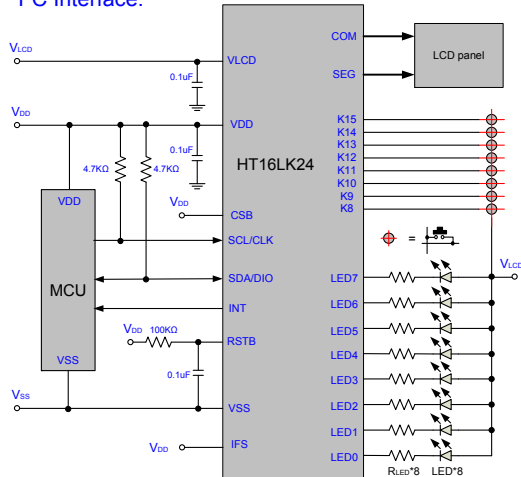 I²C Interface:
VLCD
VLCD
0.1uF
COM
LCD panel
SEG
VDD
VDD
0.1uF
4.7KΩ
4.7KΩ
HT16LK24
K15
K14
K13
K12
K11
K10
K9
K8
VDD
MCU
VSS
VDD
CSB
SCL/CLK
SDA/DIO
INT
=
VLCD
LED7
LED6
LED5
LED4
LED3
LED2
LED1
LED0
VDD
100KΩ
RSTB
0.1uF
VSS
VSS
VDD
IFS
RLED*8
LED*8